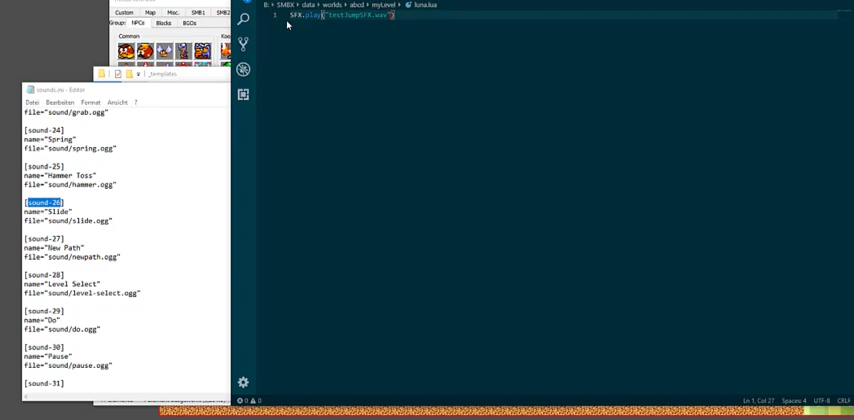 Custom Map Misc. SMB1 SMB2
Group: NPCs Blocks BGOs
Common
_templates
sounds.ini - Editor
Datei Bearbeiten Format Ansicht ?
file="sound/grab.ogg"
[sound-24]
name="Spring"
file="sound/spring.ogg"
[sound-25]
name="Hammer Toss"
file="sound/hammer.ogg"
[sound-26]
name="Slide"
file="sound/slide.ogg"
[sound-27]
name="New Path"
file="sound/newpath.ogg"
[sound-28]
name="Level Select"
file="sound/level-select.ogg"
[sound-29]
name="Do"
file="sound/do.ogg"
[sound-30]
name="Pause"
file="sound/pause.ogg"
[sound-31]
B: > SMBX > data > worlds > abcd > myLevel > luna.lua
1 SFX.play("testJumpSFX.wav")
0 0
Ln 1, Col 27 Spaces: 4 UTF-8 CRLF